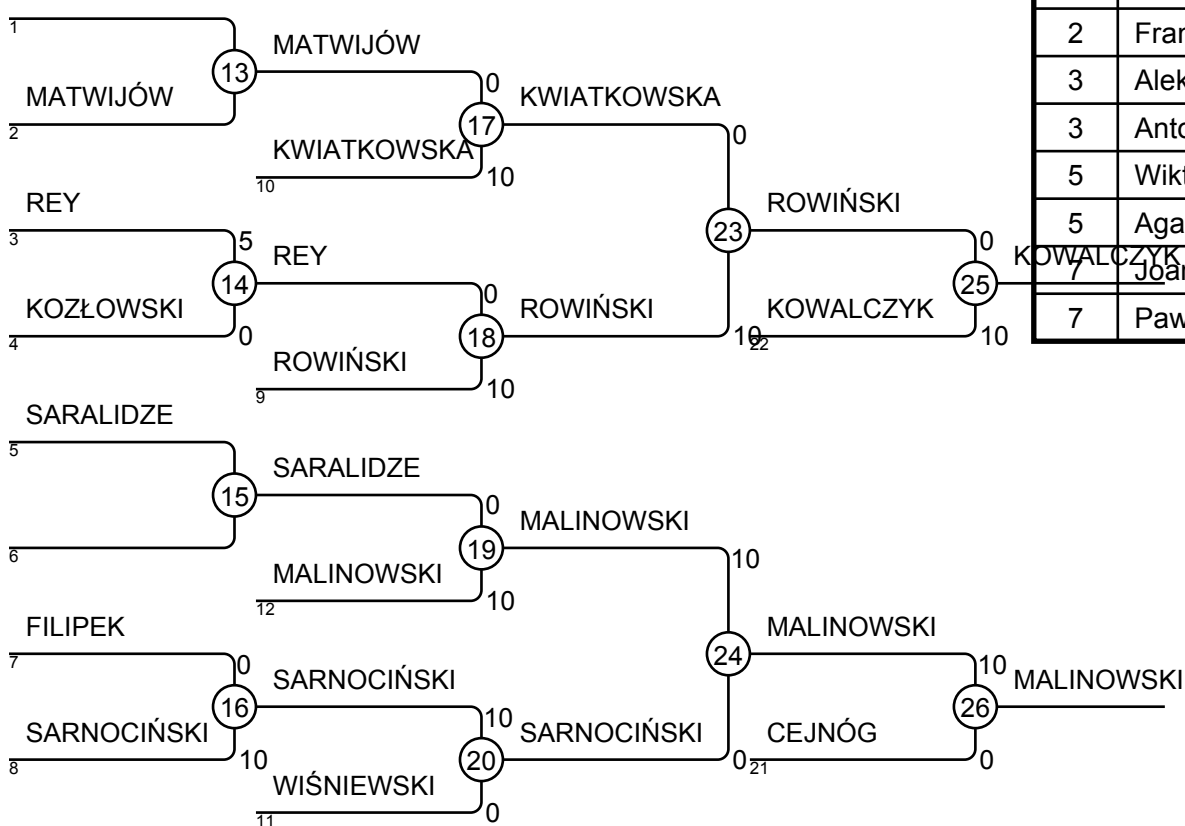 1
MATWIJÓW
13
MATWIJÓW
2
0
17
KWIATKOWSKA
KWIATKOWSKA
10
10
0
REY
3
5
14
REY
KOZŁOWSKI
4
0
0
18
ROWIŃSKI
ROWIŃSKI
9
10
10
23
ROWIŃSKI
0
25
KOWALCZYK
KOWALCZYK
22
10
SARALIDZE
5
15
SARALIDZE
6
0
19
MALINOWSKI
MALINOWSKI
12
10
10
FILIPEK
7
0
16
SARNOCIŃSKI
SARNOCIŃSKI
8
10
10
20
SARNOCIŃSKI
WIŚNIEWSKI
11
0
0
24
MALINOWSKI
10
26
MALINOWSKI
CEJNÓG
21
0
2
3
3
5
5
7
7